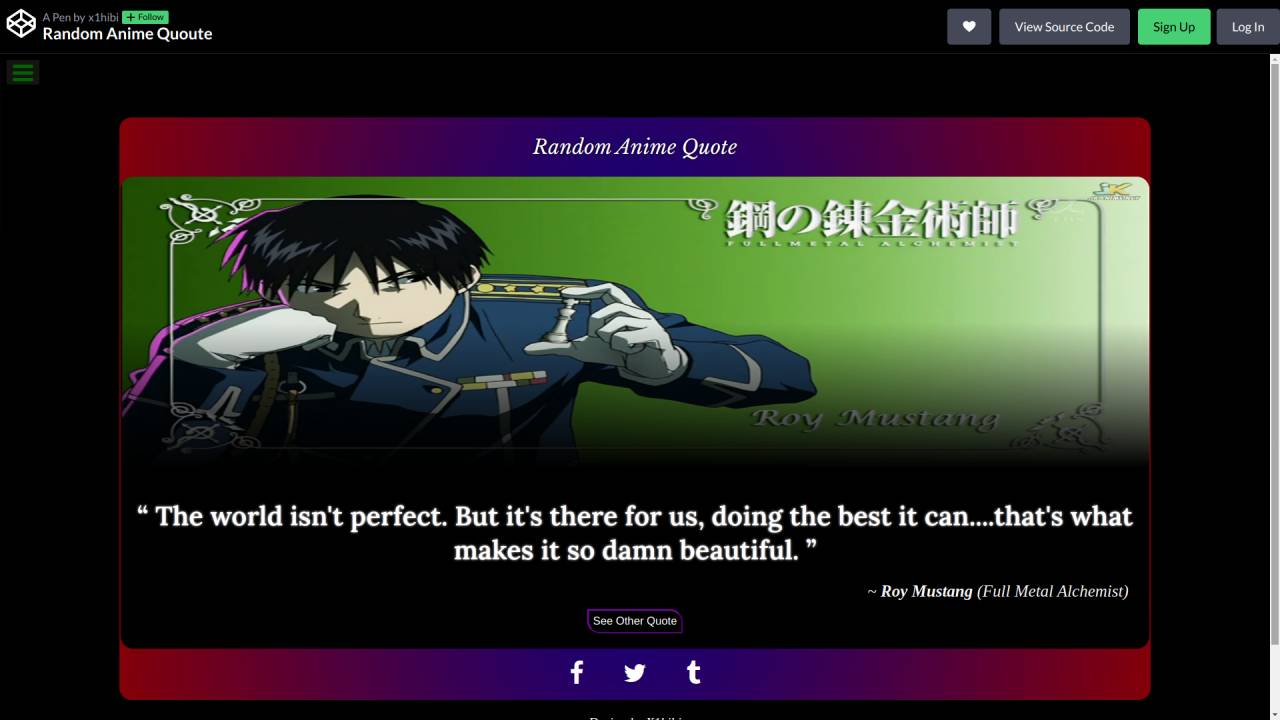 A Pen by x1hibi + Follow
Random Anime Quoute
View Source Code
Sign Up
Log In
Random Anime Quote
鋼の錬金術師
FULLMETAL ALCHEMIST
Roy Mustang
“ The world isn't perfect. But it's there for us, doing the best it can....that's what
makes it so damn beautiful. ”
~ Roy Mustang (Full Metal Alchemist)
See Other Quote